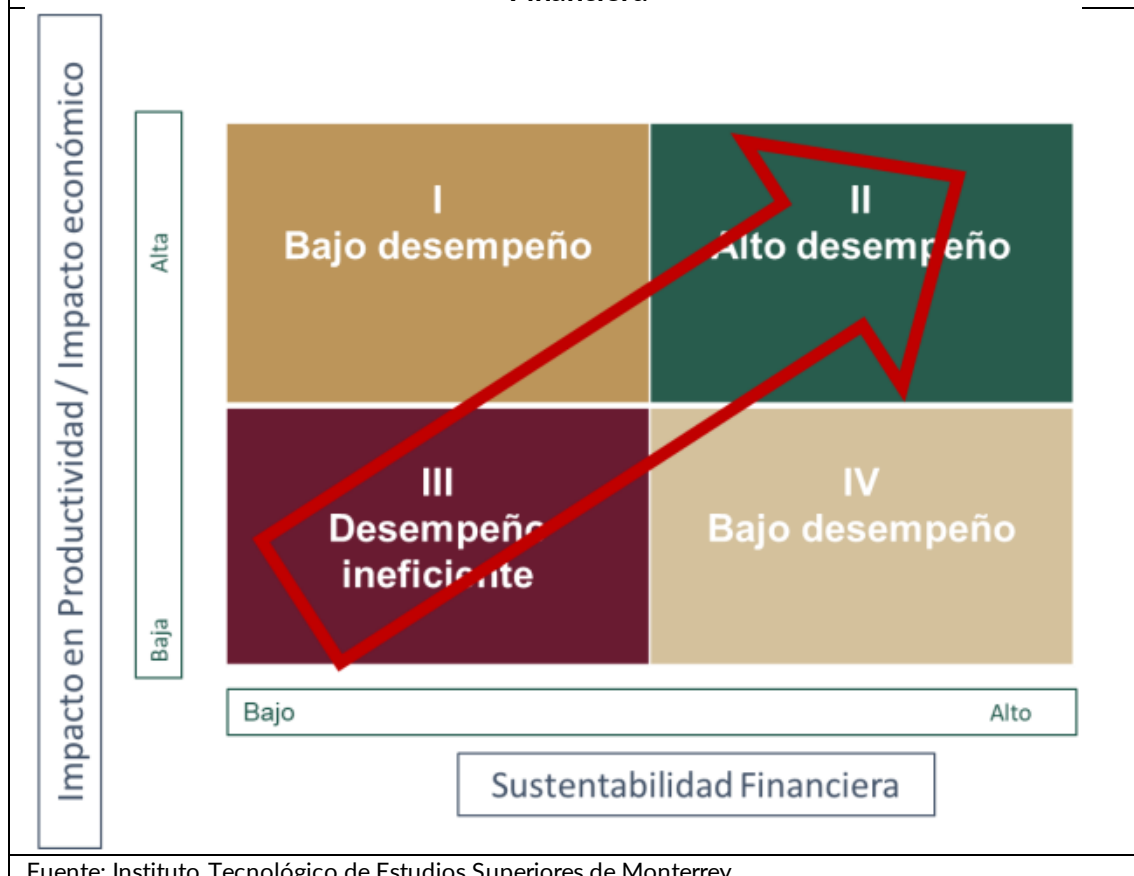 Financiera
Impacto en Productividad / Impacto económico
Alta
Baja
I
Bajo desempeño
II
Alto desempeño
III
Desempeño
ineficiente
IV
Bajo desempeño
Bajo
Alto
Sustentabilidad Financiera
Fuente: Instituto Tecnológico de Estudios Superiores de Monterrey